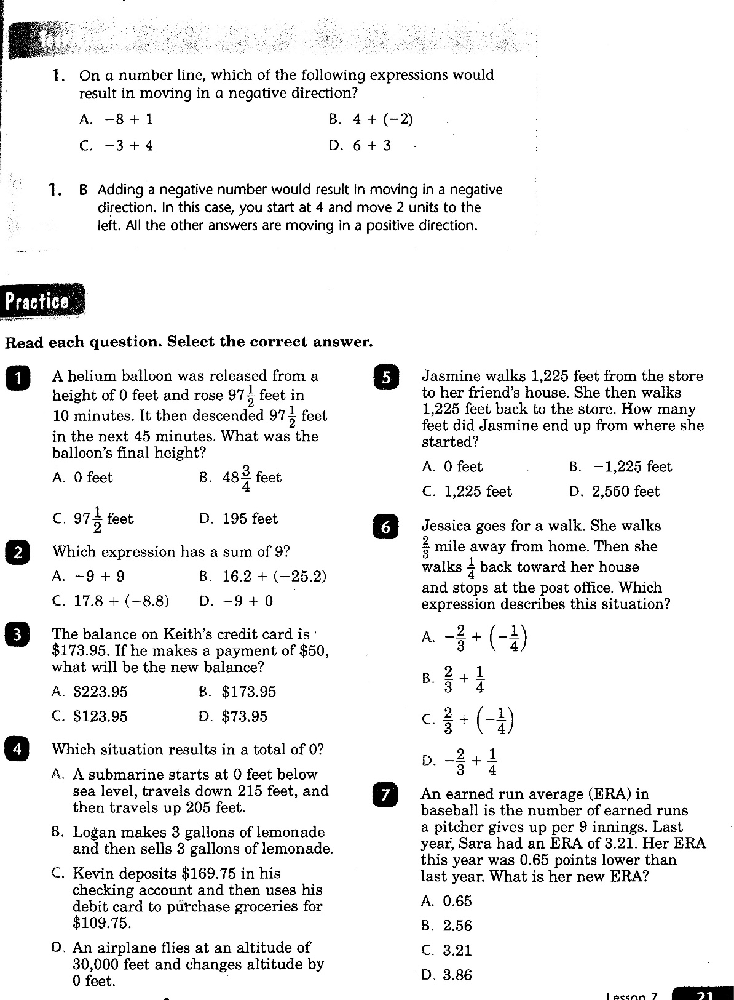 1. On a number line, which of the following expressions would
result in moving in a negative direction?
A. −8 + 1 B. 4 + (−2)
C. −3 + 4 D. 6 + 3
1. B Adding a negative number would result in moving in a negative
direction. In this case, you start at 4 and move 2 units to the
left. All the other answers are moving in a positive direction.
Practice
Read each question. Select the correct answer.
1 A helium balloon was released from a
height of 0 feet and rose 97 1/2 feet in
10 minutes. It then descended 97 1/2 feet
in the next 45 minutes. What was the
balloon's final height?
A. 0 feet B. 48 3/4 feet
C. 97 1/2 feet D. 195 feet
2 Which expression has a sum of 9?
A. −9 + 9 B. 16.2 + (−25.2)
C. 17.8 + (−8.8) D. −9 + 0
3 The balance on Keith's credit card is
$173.95. If he makes a payment of $50,
what will be the new balance?
A. $223.95 B. $173.95
C. $123.95 D. $73.95
4 Which situation results in a total of 0?
A. A submarine starts at 0 feet below
sea level, travels down 215 feet, and
then travels up 205 feet.
B. Logan makes 3 gallons of lemonade
and then sells 3 gallons of lemonade.
C. Kevin deposits $169.75 in his
checking account and then uses his
debit card to purchase groceries for
$109.75.
D. An airplane flies at an altitude of
30,000 feet and changes altitude by
0 feet.
5 Jasmine walks 1,225 feet from the store
to her friend's house. She then walks
1,225 feet back to the store. How many
feet did Jasmine end up from where she
started?
A. 0 feet B. −1,225 feet
C. 1,225 feet D. 2,550 feet
6 Jessica goes for a walk. She walks
2/3 mile away from home. Then she
walks 1/4 back toward her house
and stops at the post office. Which
expression describes this situation?
A. −2/3 + (−1/4)
B. 2/3 + 1/4
C. 2/3 + (−1/4)
D. −2/3 + 1/4
7 An earned run average (ERA) in
baseball is the number of earned runs
a pitcher gives up per 9 innings. Last
year, Sara had an ERA of 3.21. Her ERA
this year was 0.65 points lower than
last year. What is her new ERA?
A. 0.65
B. 2.56
C. 3.21
D. 3.86
Lesson 7 21